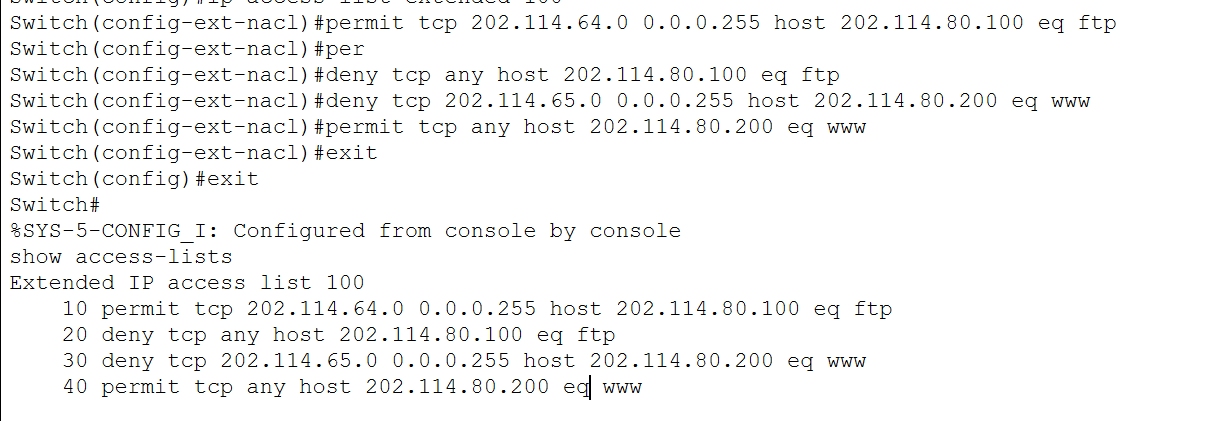 Switch(config)#ip access-list extended 100
Switch(config-ext-nacl)#permit tcp 202.114.64.0 0.0.0.255 host 202.114.80.100 eq ftp
Switch(config-ext-nacl)#per
Switch(config-ext-nacl)#deny tcp any host 202.114.80.100 eq ftp
Switch(config-ext-nacl)#deny tcp 202.114.65.0 0.0.0.255 host 202.114.80.200 eq www
Switch(config-ext-nacl)#permit tcp any host 202.114.80.200 eq www
Switch(config-ext-nacl)#exit
Switch(config)#exit
Switch#
%SYS-5-CONFIG_I: Configured from console by console
show access-lists
Extended IP access list 100
    10 permit tcp 202.114.64.0 0.0.0.255 host 202.114.80.100 eq ftp
    20 deny tcp any host 202.114.80.100 eq ftp
    30 deny tcp 202.114.65.0 0.0.0.255 host 202.114.80.200 eq www
    40 permit tcp any host 202.114.80.200 eq www